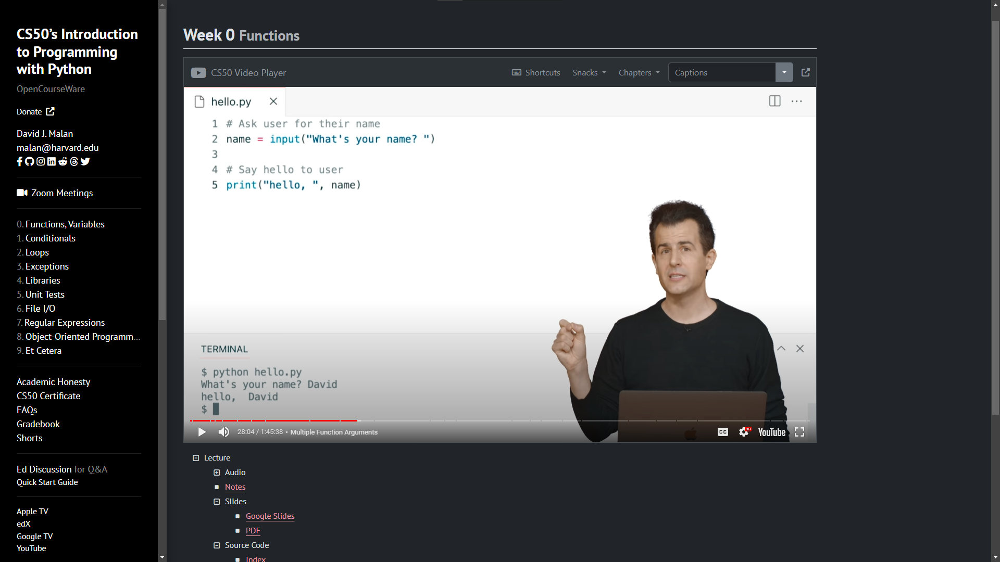 CS50’s Introduction
to Programming
with Python
OpenCourseWare
Donate
David J. Malan
malan@harvard.edu
Zoom Meetings
0. Functions, Variables
1. Conditionals
2. Loops
3. Exceptions
4. Libraries
5. Unit Tests
6. File I/O
7. Regular Expressions
8. Object-Oriented Programm...
9. Et Cetera
Academic Honesty
CS50 Certificate
FAQs
Gradebook
Shorts
Ed Discussion for Q&A
Quick Start Guide
Apple TV
edX
Google TV
YouTube
Week 0 Functions
CS50 Video Player
Shortcuts
Snacks
Chapters
Captions
hello.py
1 # Ask user for their name
2 name = input("What's your name? ")
3
4 # Say hello to user
5 print("hello, ", name)
TERMINAL
$ python hello.py
What's your name? David
hello,  David
$
28:04 / 1:45:38 • Multiple Function Arguments
CC
HD
YouTube
Lecture
Audio
Notes
Slides
Google Slides
PDF
Source Code
Index